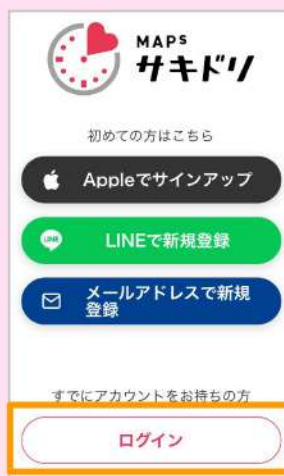 MAPS
サキドリ
初めての方はこちら
Appleでサインアップ
LINE
LINEで新規登録
メールアドレスで新規
登録
すでにアカウントをお持ちの方
ログイン